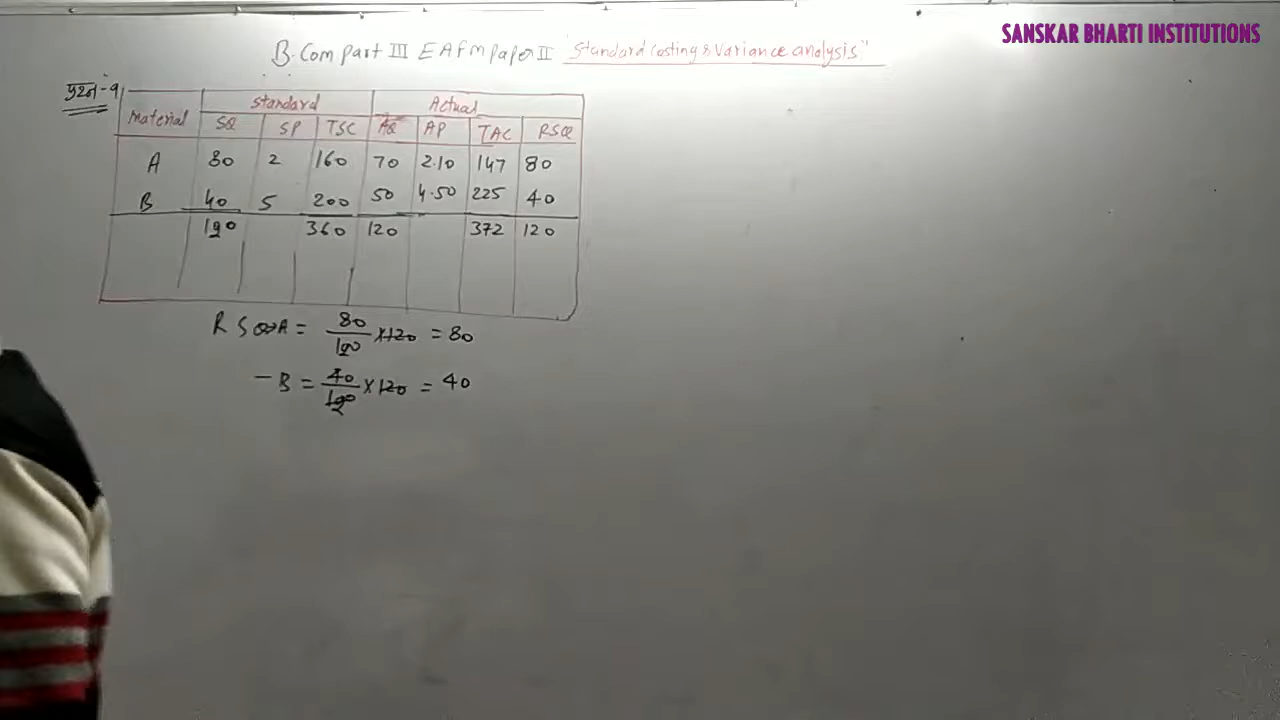 SANSKAR BHARTI INSTITUTIONS
B. Com part III EAFM Paper II "Standard Costing & Variance analysis"
प्रश्न-9
Material Standard Actual
SQ SP TSC AQ AP TAC RSQ
A 80 2 160 70 2.10 147 80
B 40 5 200 50 4.50 225 40
120 360 120 372 120
RSQ A = 80/120 × 120 = 80
— B = 40/120 × 120 = 40